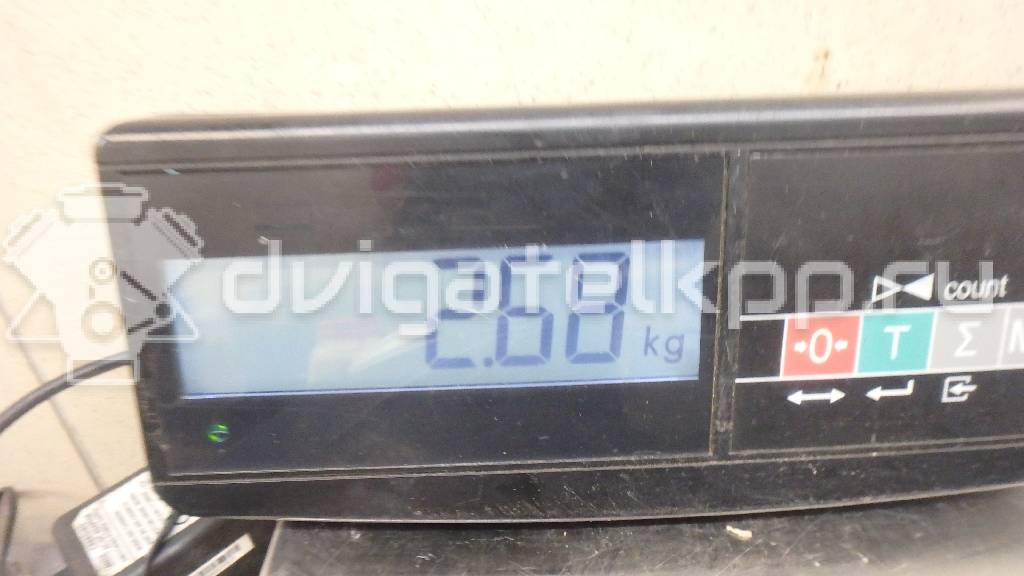 dvigatelkpp.ru
2.68 kg
count
→0← T Σ